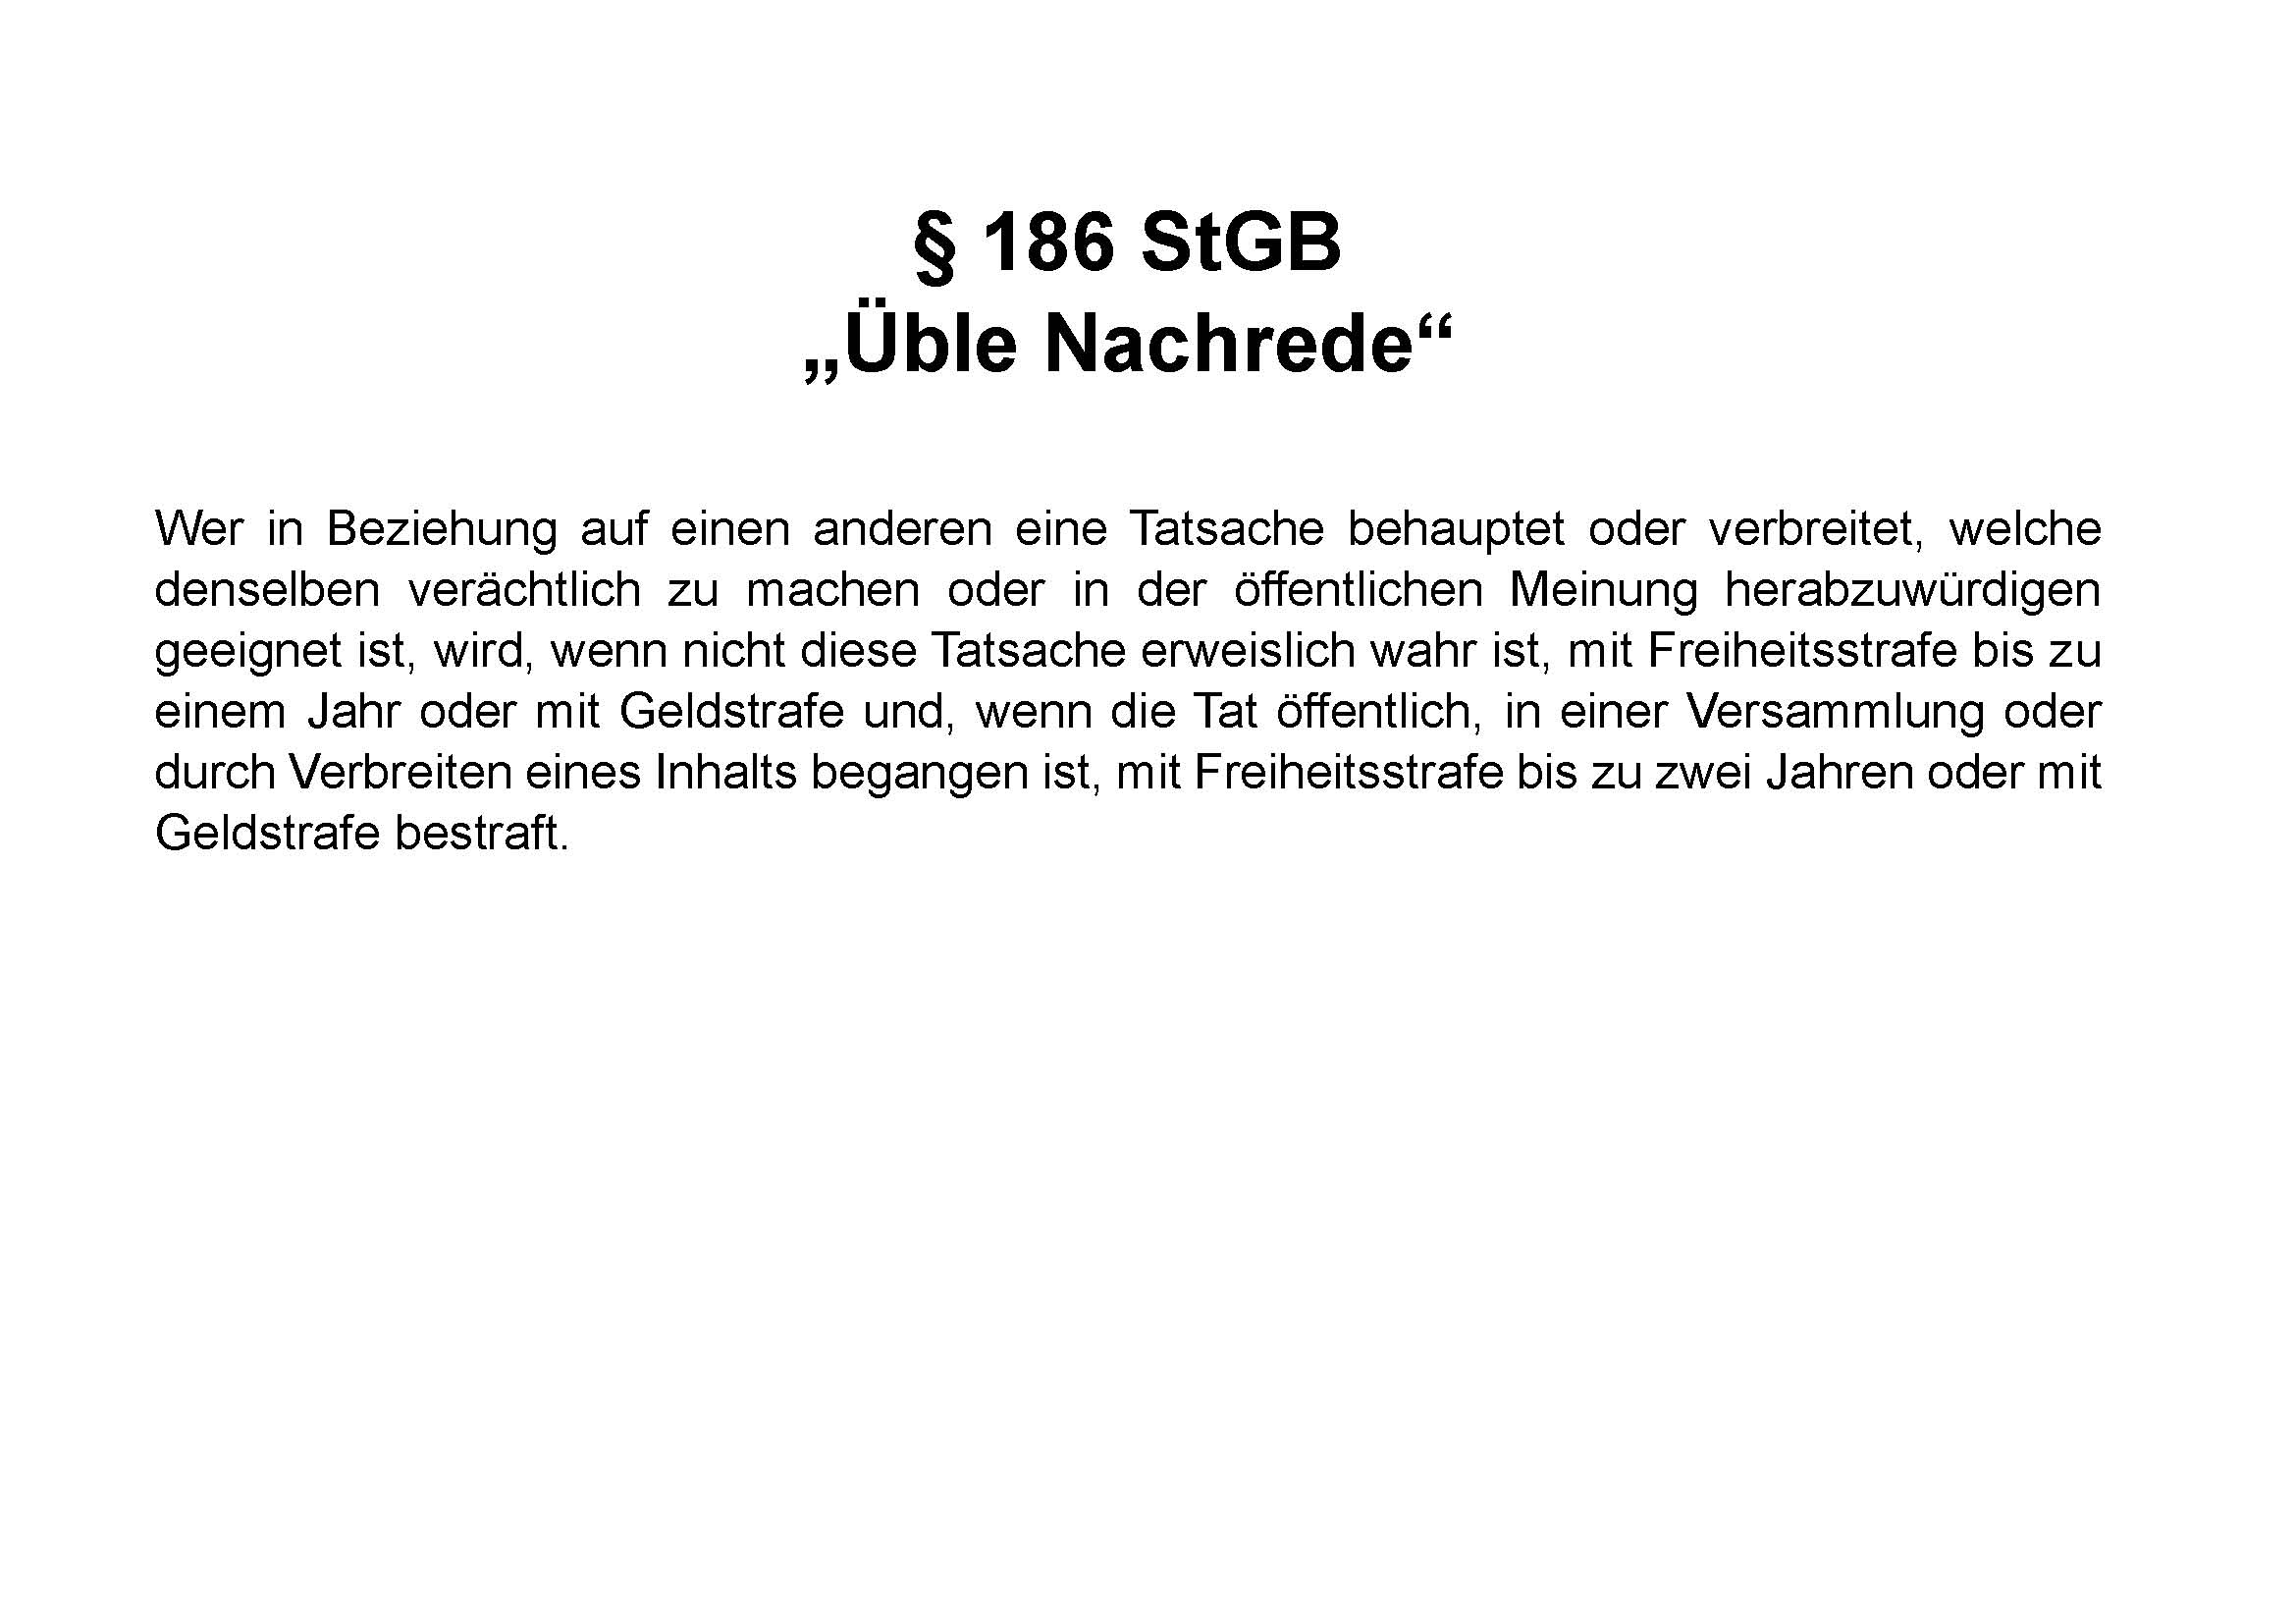 § 186 StGB
„Üble Nachrede“
Wer in Beziehung auf einen anderen eine Tatsache behauptet oder verbreitet, welche
denselben verächtlich zu machen oder in der öffentlichen Meinung herabzuwürdigen
geeignet ist, wird, wenn nicht diese Tatsache erweislich wahr ist, mit Freiheitsstrafe bis zu
einem Jahr oder mit Geldstrafe und, wenn die Tat öffentlich, in einer Versammlung oder
durch Verbreiten eines Inhalts begangen ist, mit Freiheitsstrafe bis zu zwei Jahren oder mit
Geldstrafe bestraft.